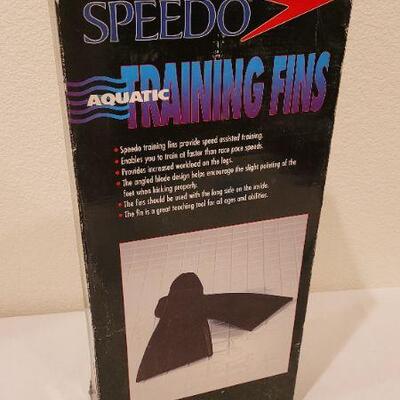 SPEEDO
AQUATIC TRAINING FINS
• Speedo training fins provide speed assisted training.
• Enables you to train at faster than race pace speeds.
• Provides increased workload on the legs.
• The angled blade design helps encourage the slight pointing of the
feet when kicking properly.
• The fins should be used with the long side on the inside.
• The fin is a great teaching tool for all ages and abilities.